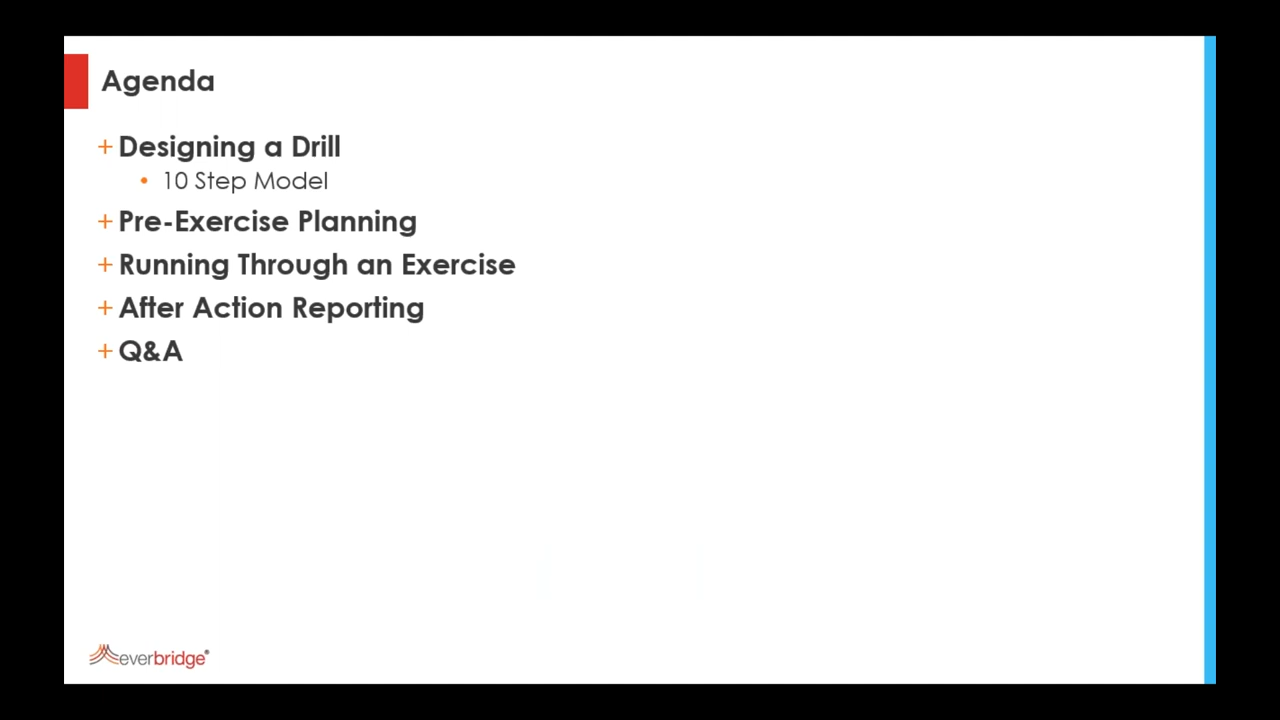 Agenda
+ Designing a Drill
• 10 Step Model
+ Pre-Exercise Planning
+ Running Through an Exercise
+ After Action Reporting
+ Q&A
everbridge®